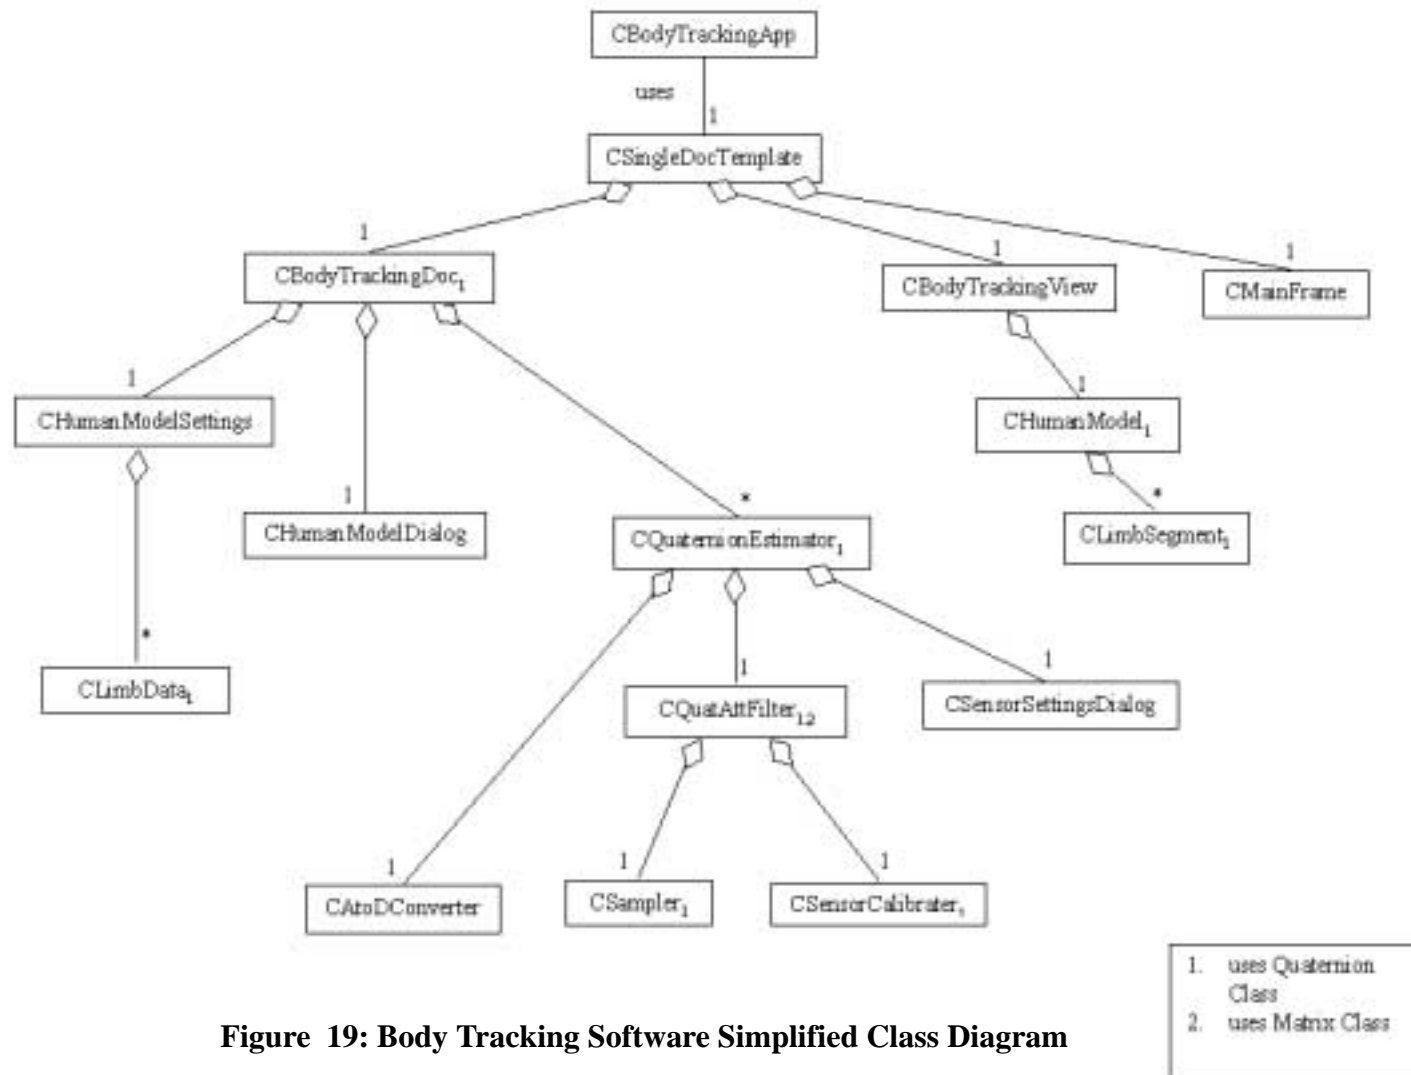 CBodyTrackingApp
uses
1
CSingleDocTemplate
1
1
1
CBodyTrackingDoc1
CBodyTrackingView
CMainFrame
1
1
CHumanModelSettings
CHumanModel1
1
*
*
CHumanModelDialog
CQuaternionEstimator1
CLimbSegment1
*
1
1
CLimbData1
CQuatAttFilter1,2
CSensorSettingsDialog
1
1
1
CAtoDConverter
CSampler1
CSensorCalibrater1
1. uses Quaternion
Class
2. uses Matrix Class
Figure 19: Body Tracking Software Simplified Class Diagram